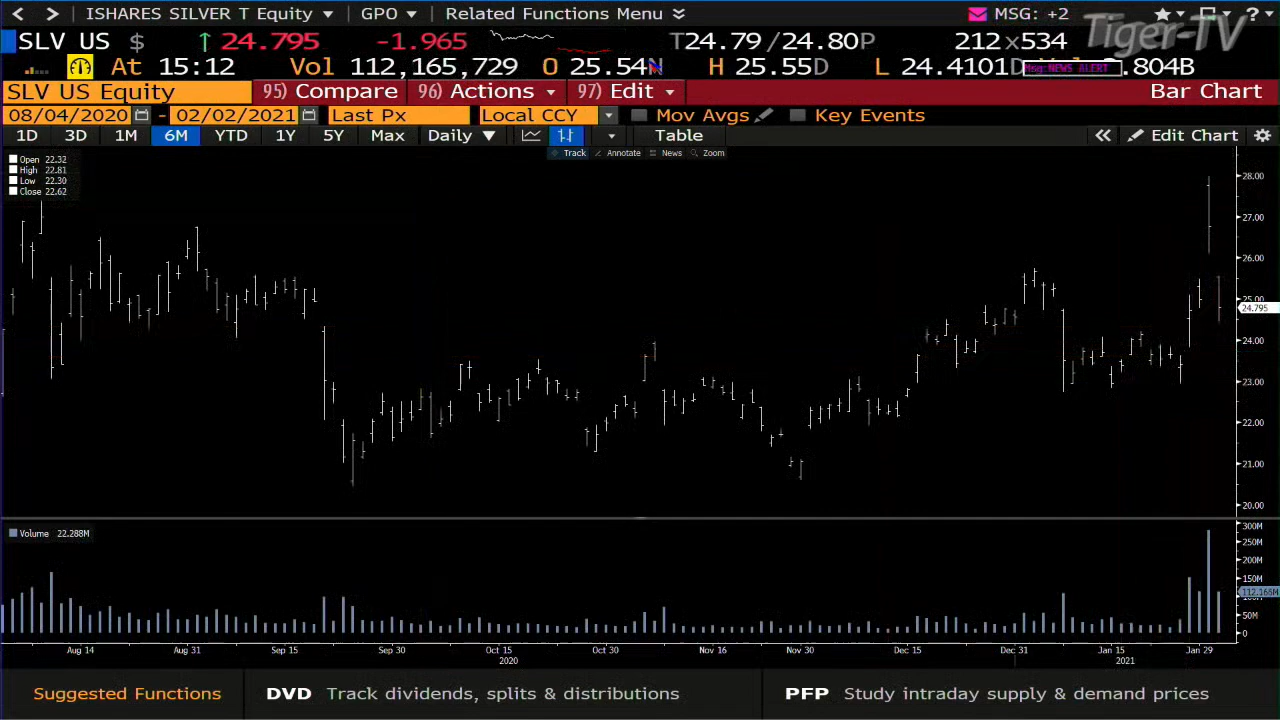 ISHARES SILVER T Equity GPO Related Functions Menu MSG: +2 ?
Tiger-TV
SLV US $ ↑ 24.795 -1.965 T24.79/24.80P 212x534
At 15:12 Vol 112,165,729 O 25.54N H 25.55D L 24.4101D .804B
Msg:NEWS ALERT
SLV US Equity 95) Compare 96) Actions 97) Edit Bar Chart
08/04/2020 - 02/02/2021 Last Px Local CCY Mov Avgs Key Events
1D 3D 1M 6M YTD 1Y 5Y Max Daily ▼ Table « Edit Chart
Track Annotate News Zoom
Open 22.32
High 22.81
Low 22.30
Close 22.62
28.00
27.00
26.00
25.00
24.795
24.00
23.00
22.00
21.00
20.00
Volume 22.288M
300M
250M
200M
150M
112.168M
50M
0
Aug 14 Aug 31 Sep 15 Sep 30 Oct 15 Oct 30 Nov 16 Nov 30 Dec 15 Dec 31 Jan 15 Jan 29
2020 2021
Suggested Functions DVD Track dividends, splits & distributions PFP Study intraday supply & demand prices